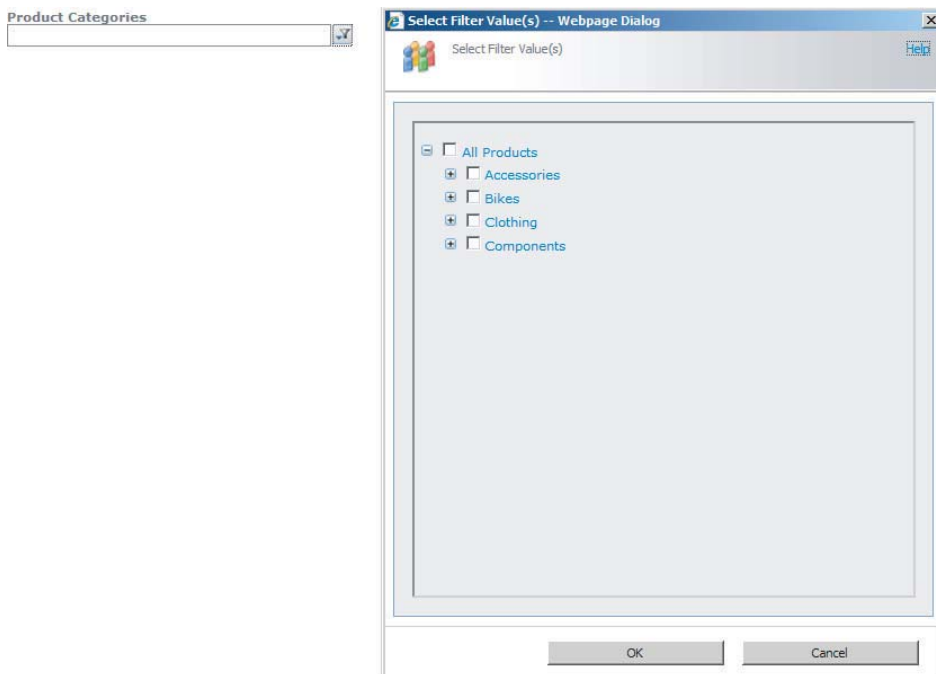 Product Categories
Select Filter Value(s) -- Webpage Dialog
Select Filter Value(s)
Help
All Products
Accessories
Bikes
Clothing
Components
OK
Cancel